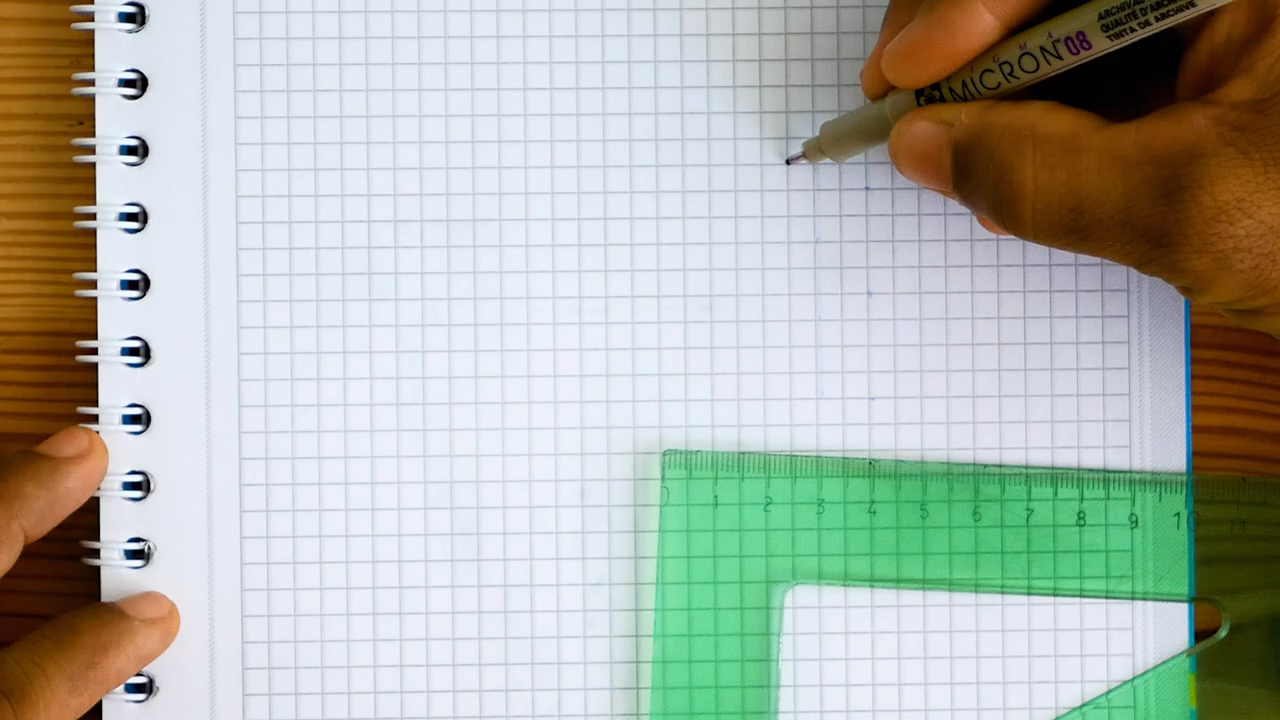 MICRON 08
ARCHIVAL
QUALITÉ D'ARCH
TINTA DE ARCHIVE
0 1 2 3 4 5 6 7 8 9 10 11